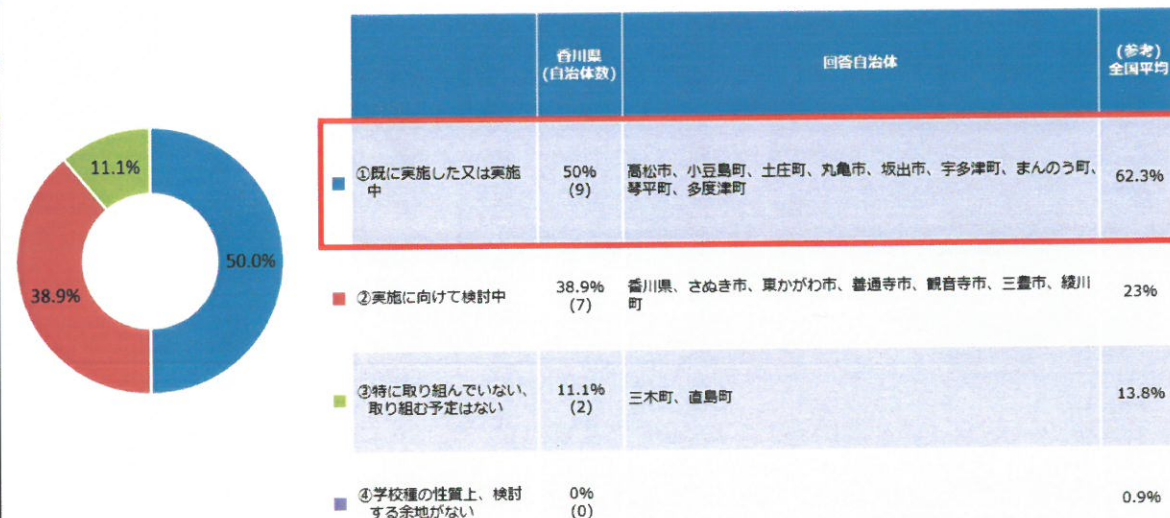 香川県
(自治体数)
回答自治体
(参考)
全国平均
11.1%
50.0%
38.9%
①既に実施した又は実施
中
50%
(9)
高松市、小豆島町、土庄町、丸亀市、坂出市、宇多津町、まんのう町、
琴平町、多度津町
62.3%
②実施に向けて検討中
38.9%
(7)
香川県、さぬき市、東かがわ市、善通寺市、観音寺市、三豊市、綾川
町
23%
③特に取り組んでいない、
取り組む予定はない
11.1%
(2)
三木町、直島町
13.8%
④学校種の性質上、検討
する余地がない
0%
(0)
0.9%